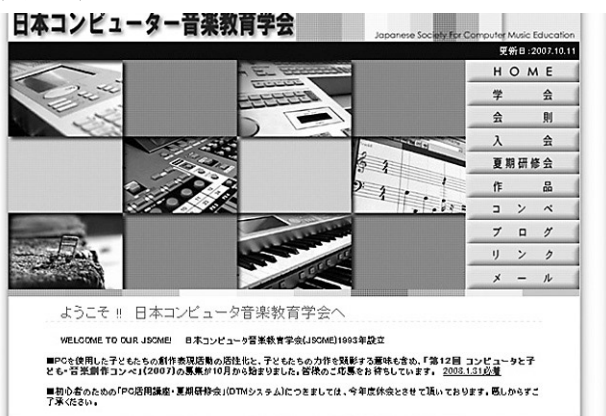 日本コンピューター音楽教育学会
Japanese Society For Computer Music Education
更新日:2007.10.11
HOME
学 会
会 則
入 会
夏期研修会
作 品
コ ン ペ
ブ ロ グ
リ ン ク
メ ー ル
ようこそ !! 日本コンピュータ音楽教育学会へ
WELCOME TO OUR JSCME! 日本コンピュータ音楽教育学会(JSCME)1993年設立
■PCを使用した子どもたちの創作表現活動の活性化と、子どもたちの力作を顕彰する意味も含め、「第12回 コンピュータと子
ども・音楽創作コンペ」(2007)の募集が10月から始まりました。皆様のご応募をお待ちしています。 2008.1.31必着
■初心者のための「PC活用講座・夏期研修会」(DTMシステム)につきましては、今年度休会とさせて頂いております。悪しからずご
了承ください。